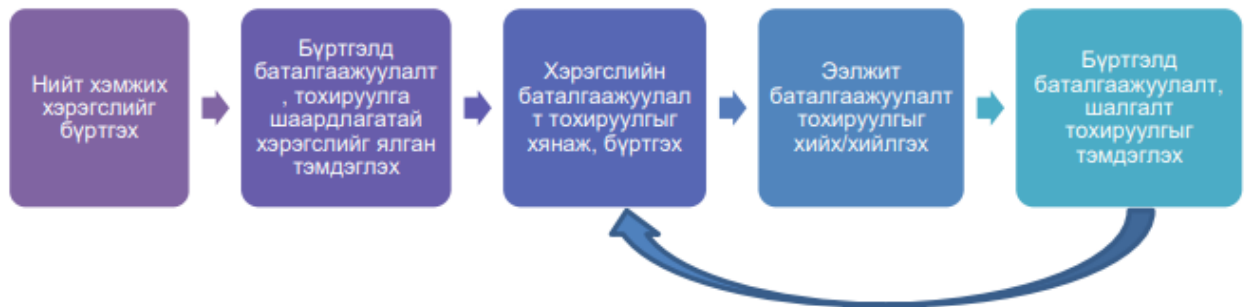 Нийт хэмжих
хэрэгслийг
бүртгэх
Бүртгэлд
баталгаажуулалт
, тохируулга
шаардлагатай
хэрэгслийг ялган
тэмдэглэх
Хэрэгслийн
баталгаажуулал
т тохируулгыг
хянаж, бүртгэх
Ээлжит
баталгаажуулалт
тохируулгыг
хийх/хийлгэх
Бүртгэлд
баталгаажуулалт,
шалгалт
тохируулгыг
тэмдэглэх